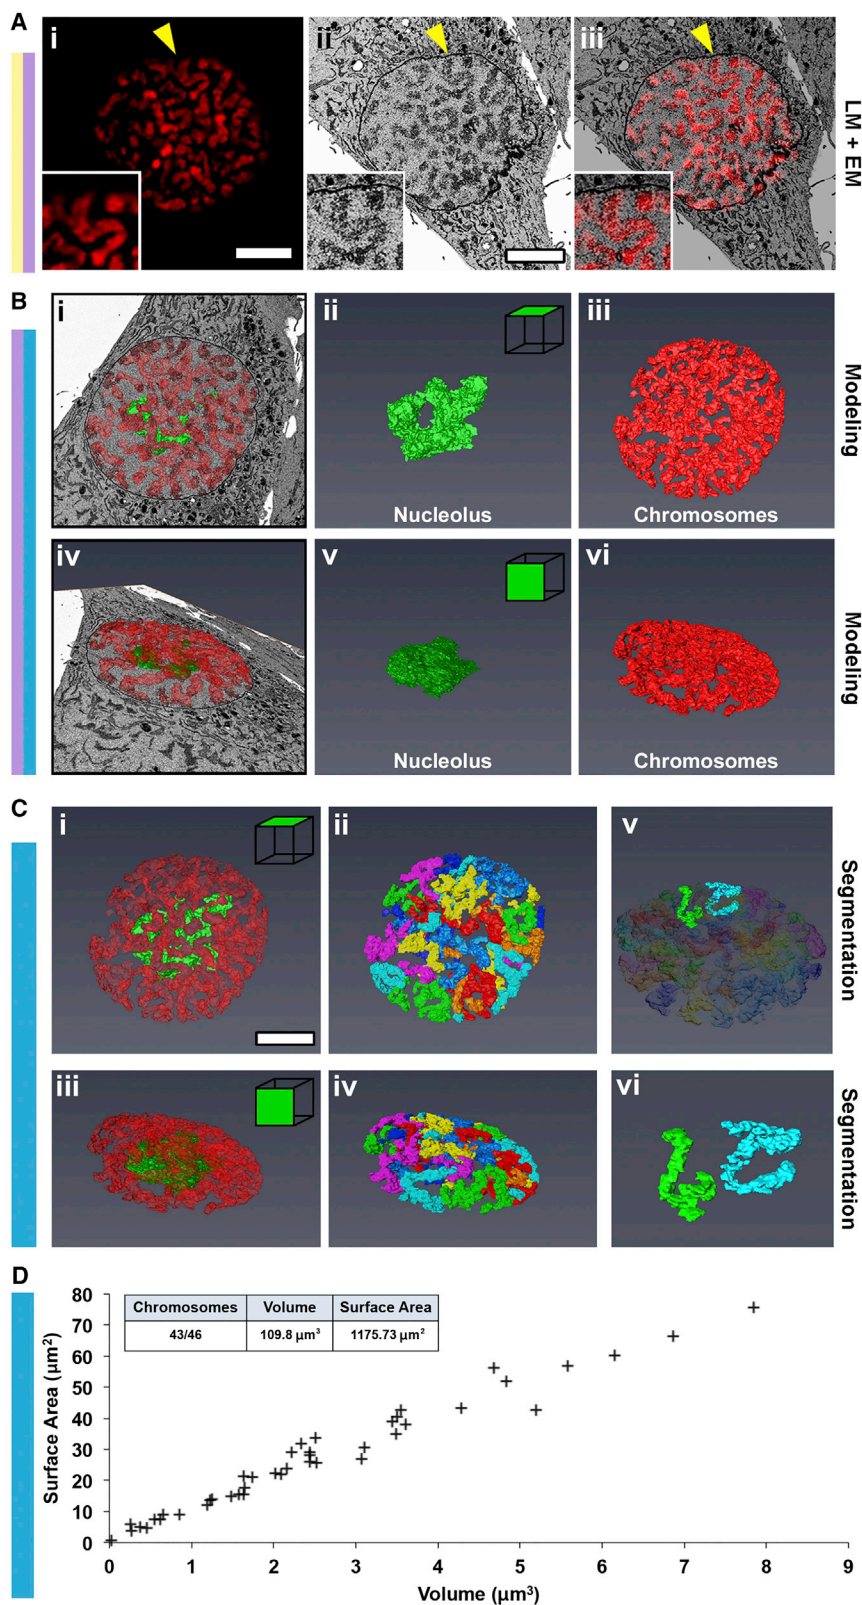 A
i
ii
iii
LM + EM
B
i
ii
iii
Nucleolus
Chromosomes
Modeling
iv
v
vi
Nucleolus
Chromosomes
Modeling
C
i
ii
v
Segmentation
iii
iv
vi
Segmentation
D
Chromosomes Volume Surface Area
43/46 109.8 µm³ 1175.73 µm²
Surface Area (µm²)
80
70
60
50
40
30
20
10
0
0 1 2 3 4 5 6 7 8 9
Volume (µm³)